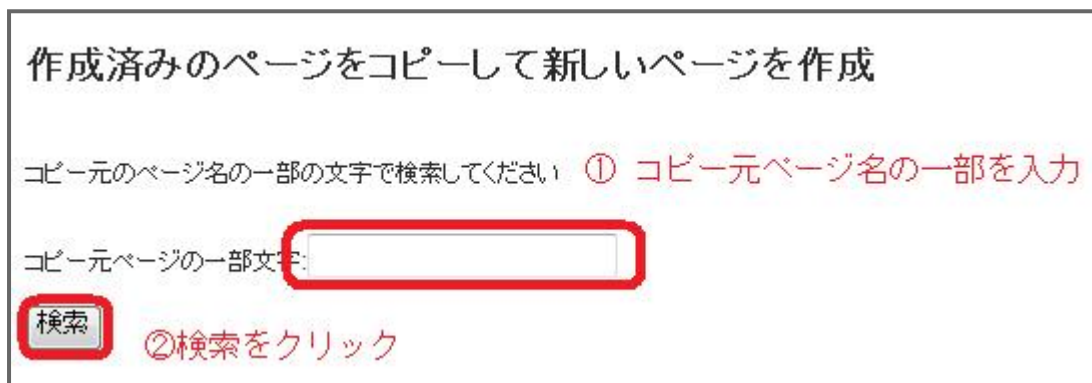 作成済みのページをコピーして新しいページを作成
コピー元のページ名の一部の文字で検索してください ① コピー元ページ名の一部を入力
コピー元ページの一部文字:
検索
②検索をクリック